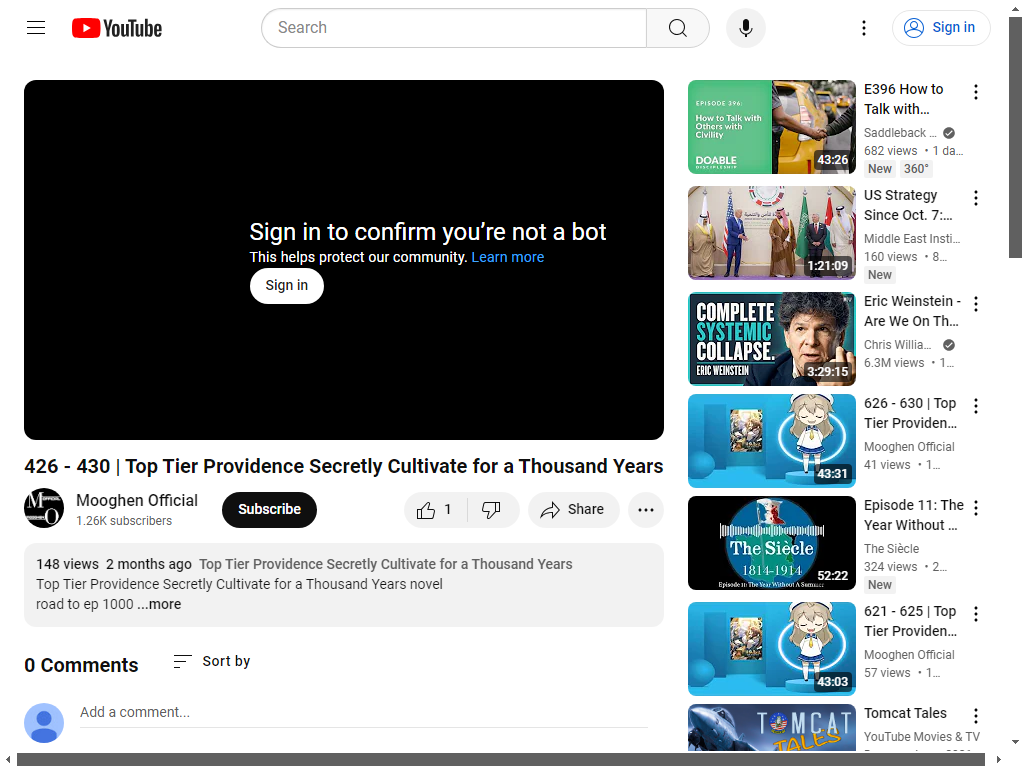 YouTube
Search
Sign in
Sign in to confirm you're not a bot
This helps protect our community. Learn more
Sign in
426 - 430 | Top Tier Providence Secretly Cultivate for a Thousand Years
Mooghen Official
1.26K subscribers
Subscribe
1
Share
148 views 2 months ago Top Tier Providence Secretly Cultivate for a Thousand Years
Top Tier Providence Secretly Cultivate for a Thousand Years novel
road to ep 1000 ...more
0 Comments
Sort by
Add a comment...
EPISODE 396:
How to Talk with
Others with
Civility
DOABLE
DISCIPLESHIP
43:26
E396 How to
Talk with...
Saddleback ...
682 views • 1 da...
New 360°
1:21:09
US Strategy
Since Oct. 7:...
Middle East Insti...
160 views • 8...
New
COMPLETE
SYSTEMIC
COLLAPSE.
ERIC WEINSTEIN
3:29:15
Eric Weinstein -
Are We On Th...
Chris Willia...
6.3M views • 1...
43:31
626 - 630 | Top
Tier Providen...
Mooghen Official
41 views • 1...
The Siècle
1814-1914
Episode 11: The Year Without A Summer
52:22
Episode 11: The
Year Without ...
The Siècle
324 views • 2...
New
43:03
621 - 625 | Top
Tier Providen...
Mooghen Official
57 views • 1...
TOMCAT
TALES
Tomcat Tales
YouTube Movies & TV